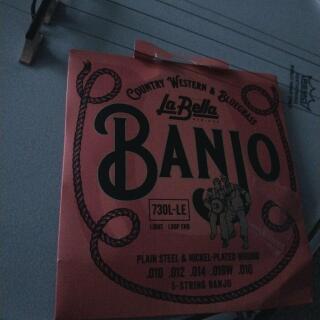 COUNTRY WESTERN & BLUEGRASS
La Bella
STRINGS
BANJO
730L-LE
LIGHT LOOP END
PLAIN STEEL & NICKEL-PLATED WOUND
.010 .012 .014 .018W .010
5-STRING BANJO